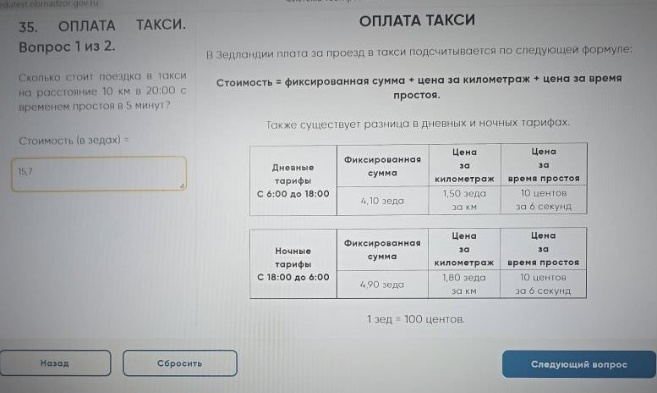 35. ОПЛАТА ТАКСИ.
Вопрос 1 из 2.
Сколько стоит поездка в такси
на расстояние 10 км в 20:00 с
временем простоя в 5 минут?
Стоимость (в зедах) =
15,7
ОПЛАТА ТАКСИ
В Зедландии плата за проезд в такси подсчитывается по следующей формуле:
Стоимость = фиксированная сумма + цена за километраж + цена за время
простоя.
Также существует разница в дневных и ночных тарифах.
Дневные
тарифы
С 6:00 до 18:00
Фиксированная
сумма
Цена
за
километраж
Цена
за
время простоя
4,10 зеда
1,50 зеда
за км
10 центов
за 6 секунд
Ночные
тарифы
С 18:00 до 6:00
Фиксированная
сумма
Цена
за
километраж
Цена
за
время простоя
4,90 зеда
1,80 зеда
за км
10 центов
за 6 секунд
1 зед = 100 центов.
Назад
Сбросить
Следующий вопрос